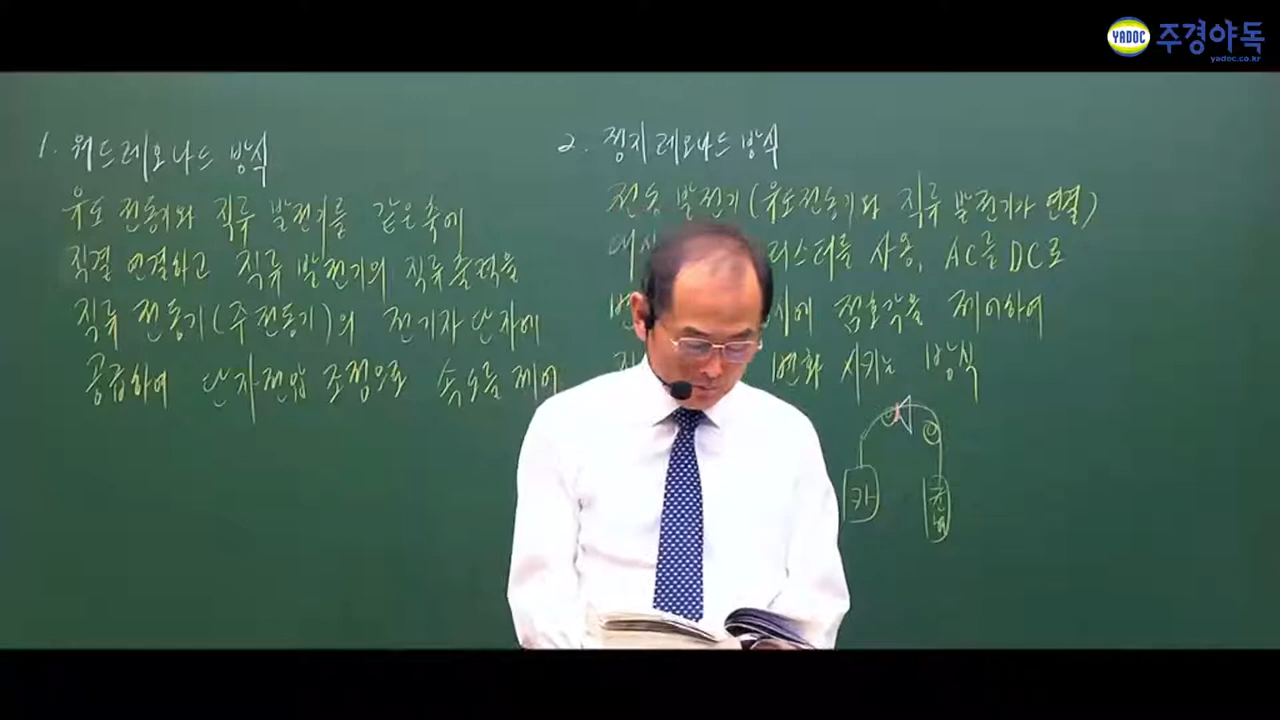 YADOC 주경야독
yadoc.co.kr
1. 워드레오나드 방식
유도 전동기와 직류 발전기를 같은축에
직결 연결하고 직류 발전기의 직류출력을
직류 전동기(주전동기)의 전기자 단자에
공급하여 단자전압 조정으로 속도를 제어
2. 정지 레오나드 방식
전동 발전기(유도전동기와 직류 발전기가 연결)
사용, AC를 DC로
점호각을 제어하여
변화 시키는 방식
카